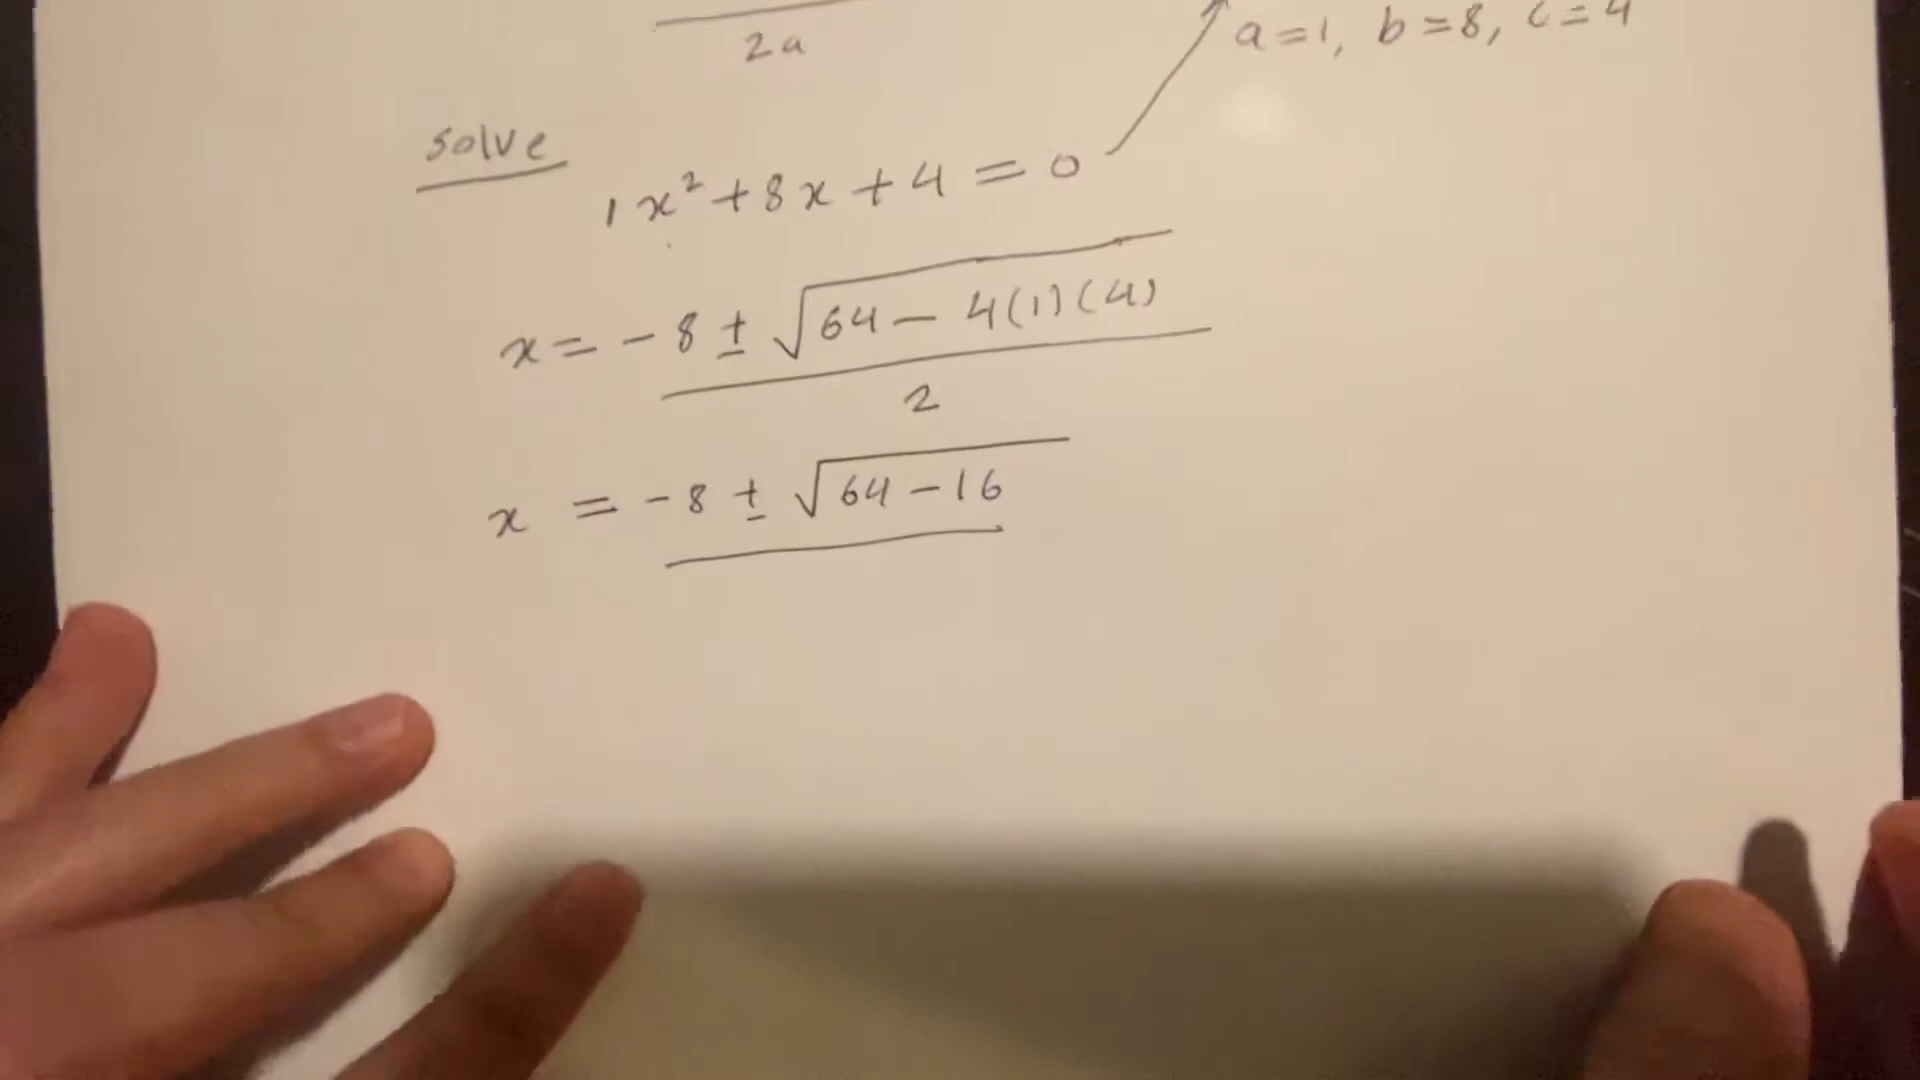 2a
a=1, b=8, c=4
solve
1x²+8x+4=0
x=-8±√64-4(1)(4)
2
x=-8±√64-16